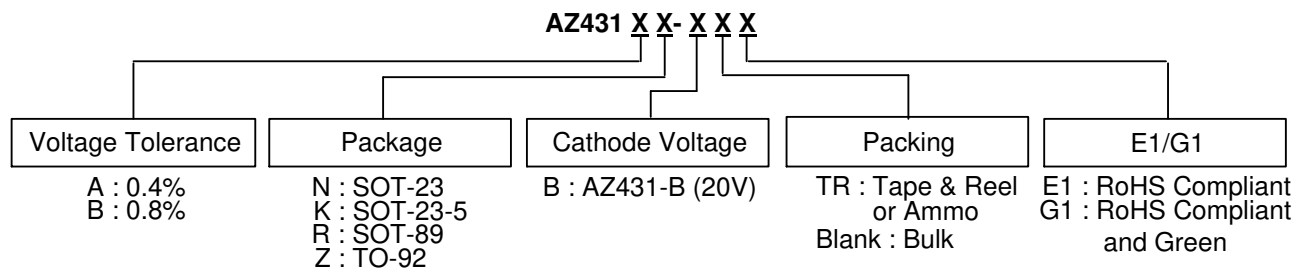 AZ431 X X- X X X
Voltage Tolerance
A : 0.4%
B : 0.8%
Package
N : SOT-23
K : SOT-23-5
R : SOT-89
Z : TO-92
Cathode Voltage
B : AZ431-B (20V)
Packing
TR : Tape & Reel
or Ammo
Blank : Bulk
E1/G1
E1 : RoHS Compliant
G1 : RoHS Compliant
and Green